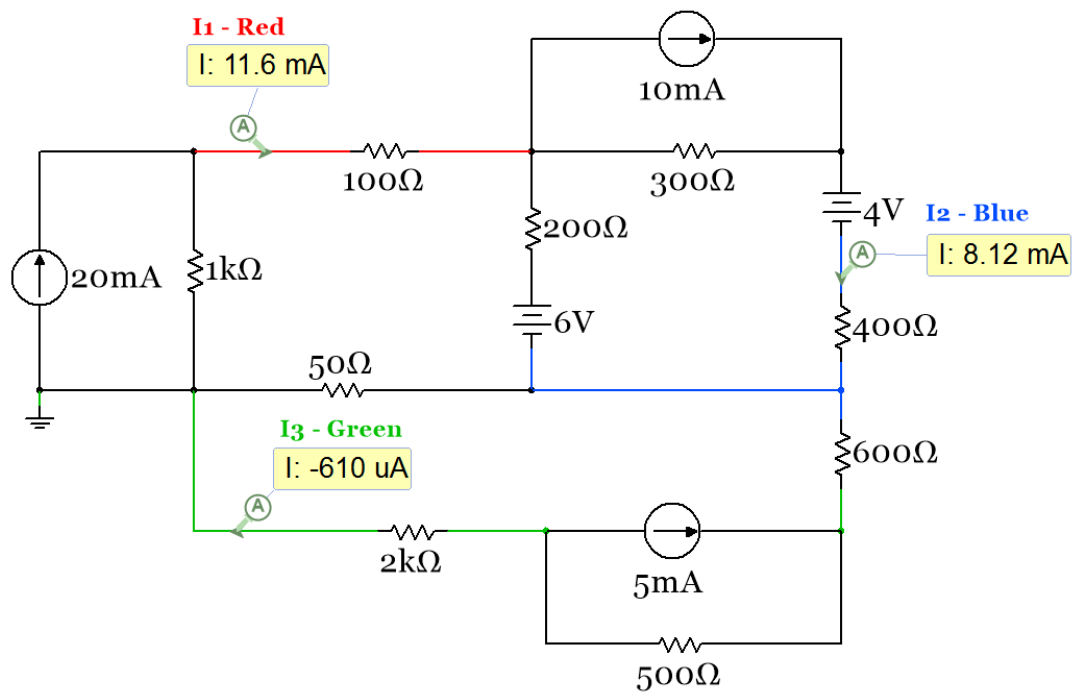 I1 - Red
I: 11.6 mA
A
10mA
100Ω
300Ω
200Ω
4V
I2 - Blue
A
I: 8.12 mA
20mA
1kΩ
6V
400Ω
50Ω
I3 - Green
I: -610 uA
600Ω
A
2kΩ
5mA
500Ω